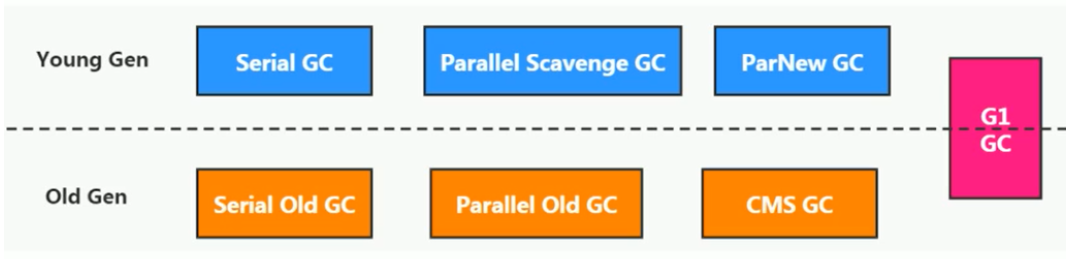 Young Gen
Serial GC
Parallel Scavenge GC
ParNew GC
G1
GC
Old Gen
Serial Old GC
Parallel Old GC
CMS GC